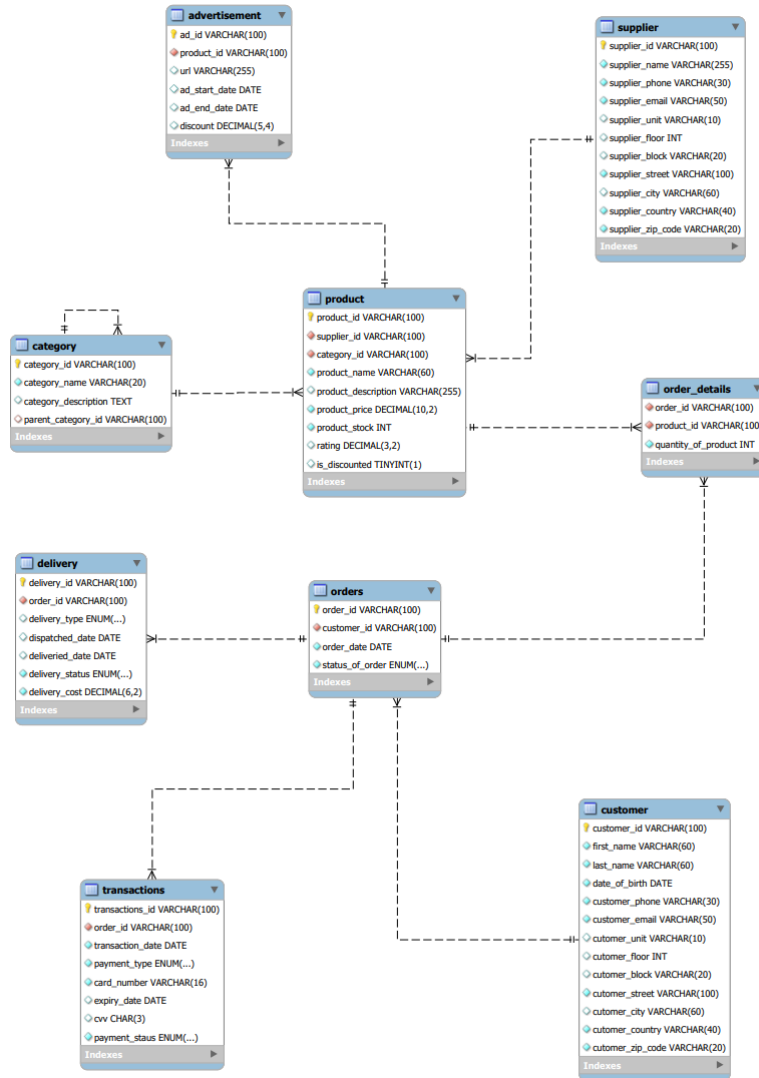 advertisement
ad_id VARCHAR(100)
product_id VARCHAR(100)
url VARCHAR(255)
ad_start_date DATE
ad_end_date DATE
discount DECIMAL(5,4)
Indexes
supplier
supplier_id VARCHAR(100)
supplier_name VARCHAR(255)
supplier_phone VARCHAR(30)
supplier_email VARCHAR(50)
supplier_unit VARCHAR(10)
supplier_floor INT
supplier_block VARCHAR(20)
supplier_street VARCHAR(100)
supplier_city VARCHAR(60)
supplier_country VARCHAR(40)
supplier_zip_code VARCHAR(20)
Indexes
product
product_id VARCHAR(100)
supplier_id VARCHAR(100)
category_id VARCHAR(100)
product_name VARCHAR(60)
product_description VARCHAR(255)
product_price DECIMAL(10,2)
product_stock INT
rating DECIMAL(3,2)
is_discounted TINYINT(1)
Indexes
category
category_id VARCHAR(100)
category_name VARCHAR(20)
category_description TEXT
parent_category_id VARCHAR(100)
Indexes
order_details
order_id VARCHAR(100)
product_id VARCHAR(100)
quantity_of_product INT
Indexes
delivery
delivery_id VARCHAR(100)
order_id VARCHAR(100)
delivery_type ENUM(...)
dispatched_date DATE
deliveried_date DATE
delivery_status ENUM(...)
delivery_cost DECIMAL(6,2)
Indexes
orders
order_id VARCHAR(100)
customer_id VARCHAR(100)
order_date DATE
status_of_order ENUM(...)
Indexes
transactions
transactions_id VARCHAR(100)
order_id VARCHAR(100)
transaction_date DATE
payment_type ENUM(...)
card_number VARCHAR(16)
expiry_date DATE
cvv CHAR(3)
payment_staus ENUM(...)
Indexes
customer
customer_id VARCHAR(100)
first_name VARCHAR(60)
last_name VARCHAR(60)
date_of_birth DATE
customer_phone VARCHAR(30)
customer_email VARCHAR(50)
cutomer_unit VARCHAR(10)
cutomer_floor INT
cutomer_block VARCHAR(20)
cutomer_street VARCHAR(100)
cutomer_city VARCHAR(60)
cutomer_country VARCHAR(40)
cutomer_zip_code VARCHAR(20)
Indexes